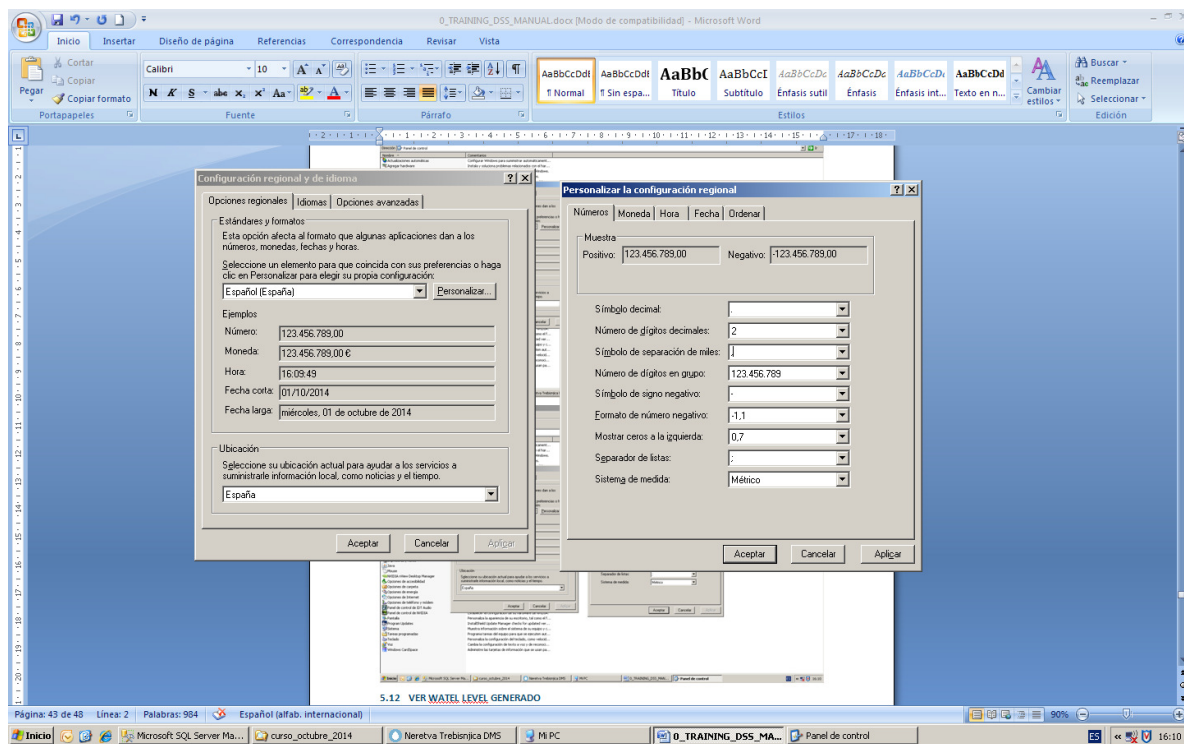 0_TRAINING_DSS_MANUAL.docx [Modo de compatibilidad] - Microsoft Word
Inicio Insertar Diseño de página Referencias Correspondencia Revisar Vista
Pegar
Cortar
Copiar
Copiar formato
Portapapeles
Calibri 10
N K S abc x₂ x² Aa
Fuente
Párrafo
AaBbCcDdE AaBbCcDdE AaBb( AaBbCcI AaBbCcDc AaBbCcDc AaBbCcDc AaBbCcDd
¶ Normal ¶ Sin espa... Título Subtítulo Énfasis sutil Énfasis Énfasis int... Texto en n...
Cambiar estilos
Estilos
Buscar
Reemplazar
Seleccionar
Edición
Configuración regional y de idioma
Opciones regionales Idiomas Opciones avanzadas
Estándares y formatos
Esta opción afecta al formato que algunas aplicaciones dan a los
números, monedas, fechas y horas.
Seleccione un elemento para que coincida con sus preferencias o haga
clic en Personalizar para elegir su propia configuración:
Español (España) Personalizar...
Ejemplos
Número: 123.456.789,00
Moneda: 123.456.789,00 €
Hora: 16:09:49
Fecha corta: 01/10/2014
Fecha larga: miércoles, 01 de octubre de 2014
Ubicación
Seleccione su ubicación actual para ayudar a los servicios a
suministrarle información local, como noticias y el tiempo.
España
Aceptar Cancelar Aplicar
Personalizar la configuración regional
Números Moneda Hora Fecha Ordenar
Muestra
Positivo: 123.456.789,00 Negativo: -123.456.789,00
Símbolo decimal:
Número de dígitos decimales: 2
Símbolo de separación de miles:
Número de dígitos en grupo: 123.456.789
Símbolo de signo negativo: -
Formato de número negativo: -1,1
Mostrar ceros a la izquierda: 0,7
Separador de listas: ;
Sistema de medida: Métrico
Aceptar Cancelar Aplicar
5.12 VER WATEL LEVEL GENERADO
Página: 43 de 48 Línea: 2 Palabras: 984 Español (alfab. internacional) 90%
Inicio Microsoft SQL Server Ma... curso_octubre_2014 Neretva Trebisnjica DMS Mi PC 0_TRAINING_DSS_MA... Panel de control ES 16:10